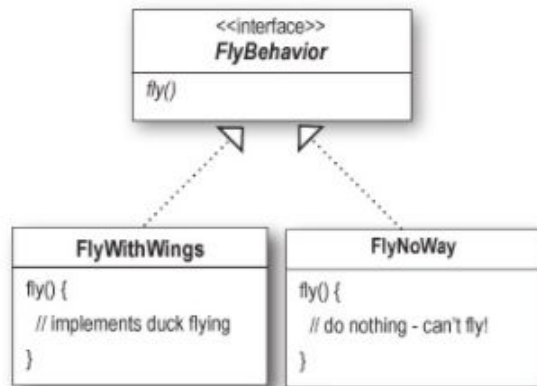 <<interface>>
FlyBehavior
fly()
FlyWithWings
fly() {
// implements duck flying
}
FlyNoWay
fly() {
// do nothing - can't fly!
}